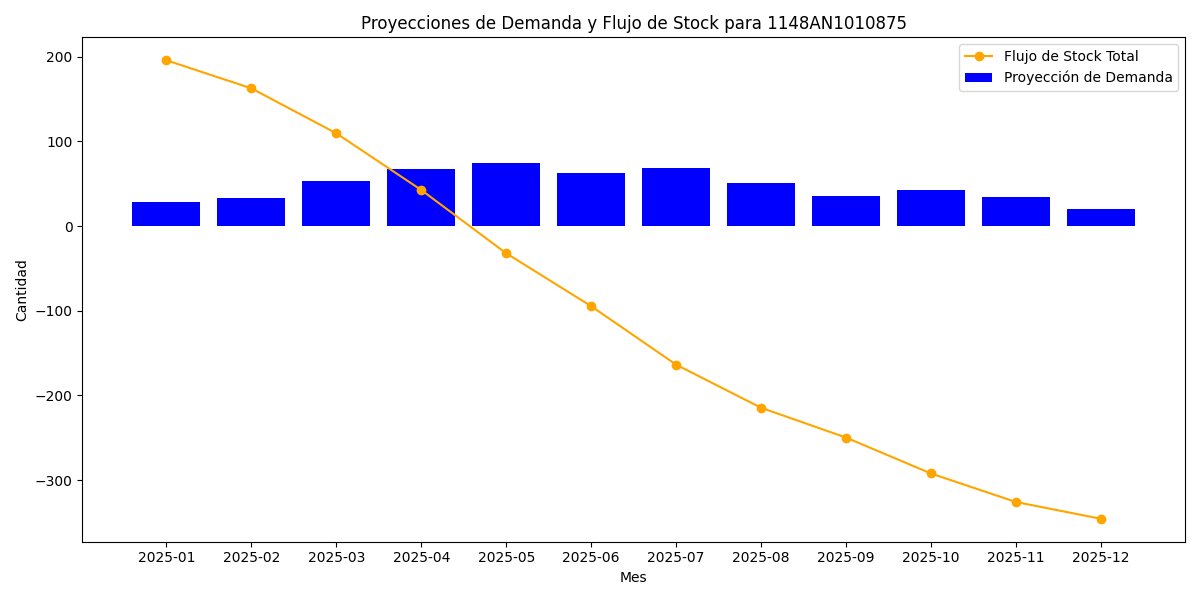 Proyecciones de Demanda y Flujo de Stock para 1148AN1010875
Flujo de Stock Total
Proyección de Demanda
Cantidad
200
100
0
−100
−200
−300
2025-01 2025-02 2025-03 2025-04 2025-05 2025-06 2025-07 2025-08 2025-09 2025-10 2025-11 2025-12
Mes